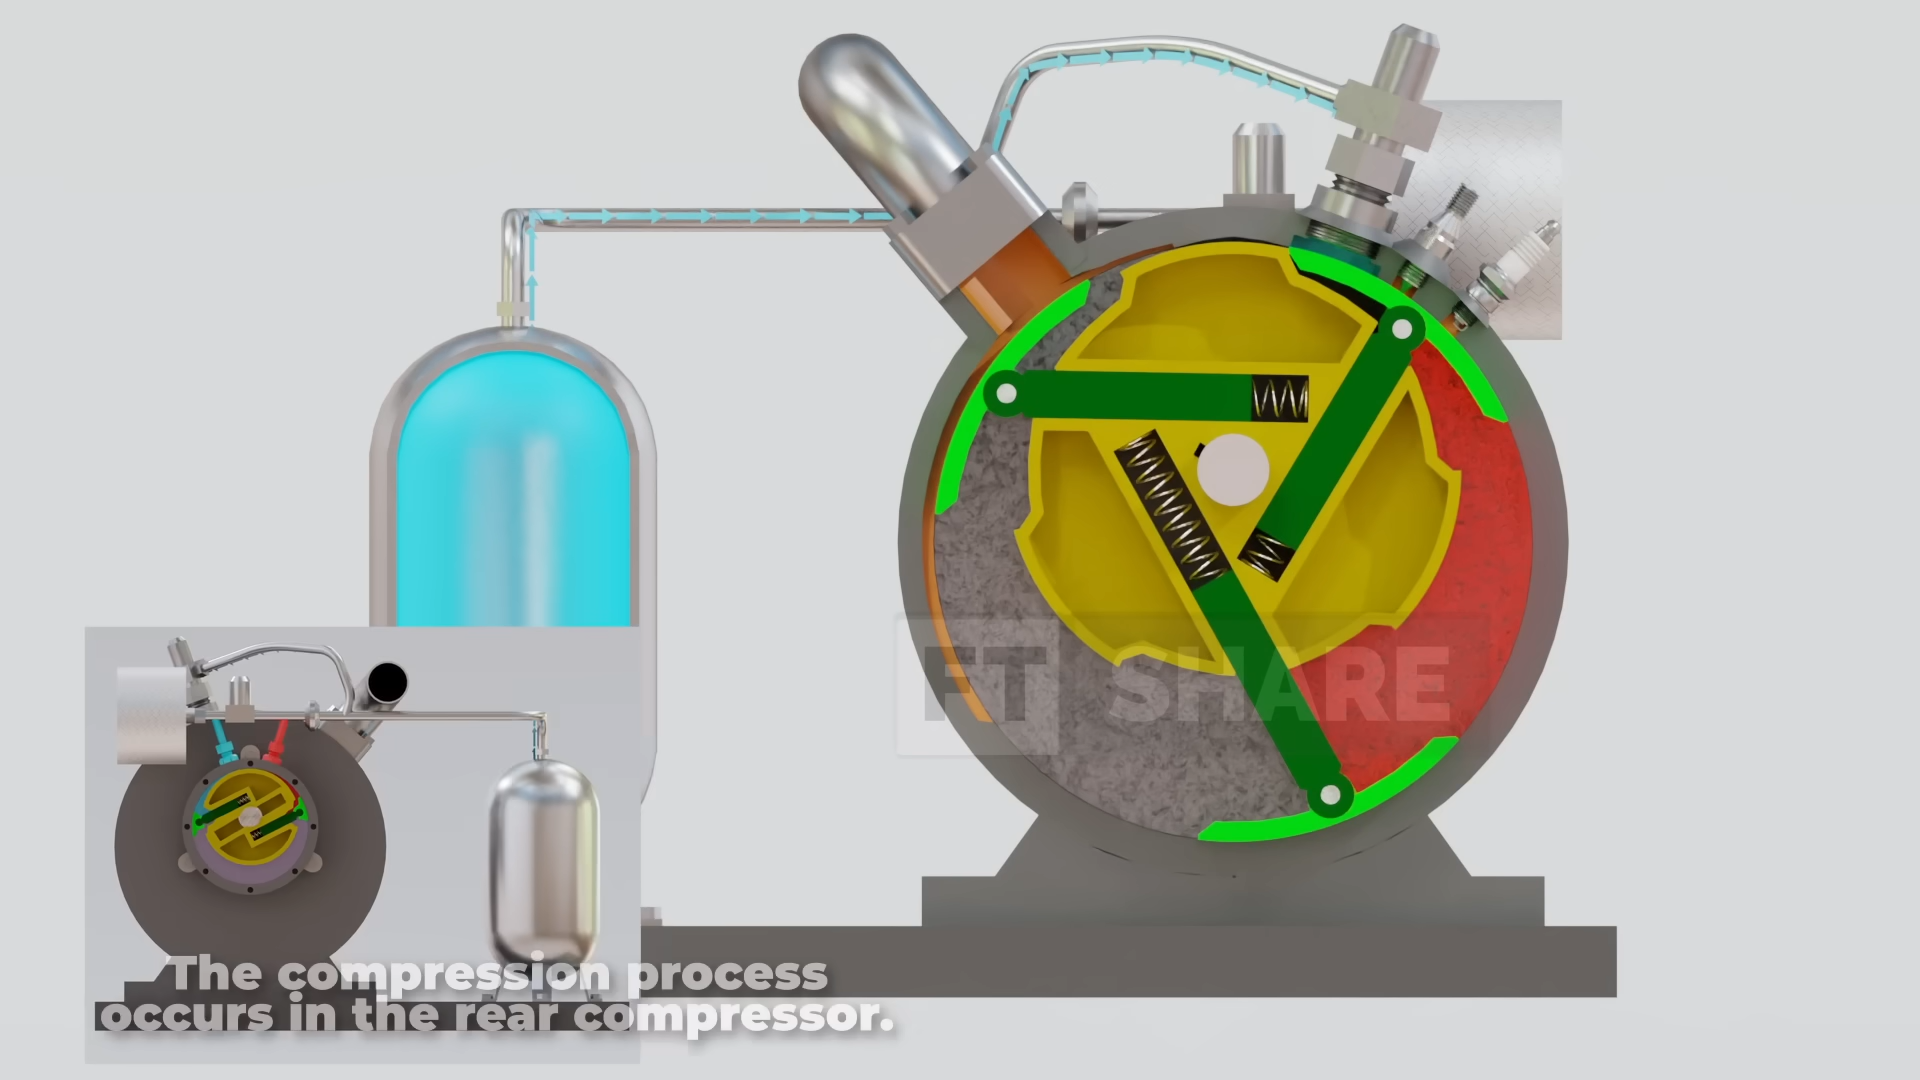 FT SHARE
The compression process
occurs in the rear compressor.